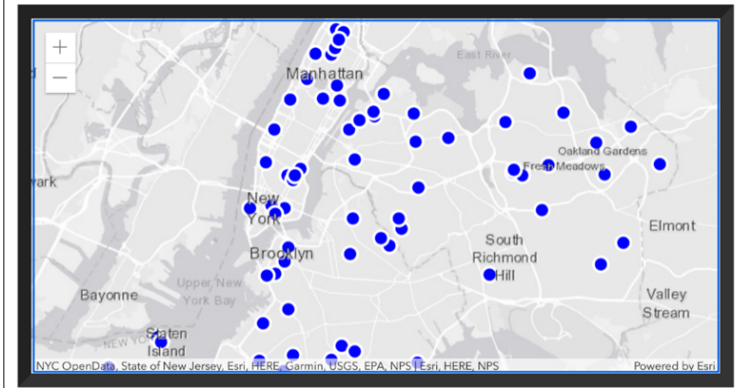 +
East River
−
Manhattan
Oakland Gardens
Fresh Meadows
wark
New
York
Elmont
South
Richmond
Hill
Brooklyn
Upper New
York Bay
Bayonne
Valley
Stream
Staten
Island
NEW YO
NYC OpenData, State of New Jersey, Esri, HERE, Garmin, USGS, EPA, NPS | Esri, HERE, NPS
Powered by Esri